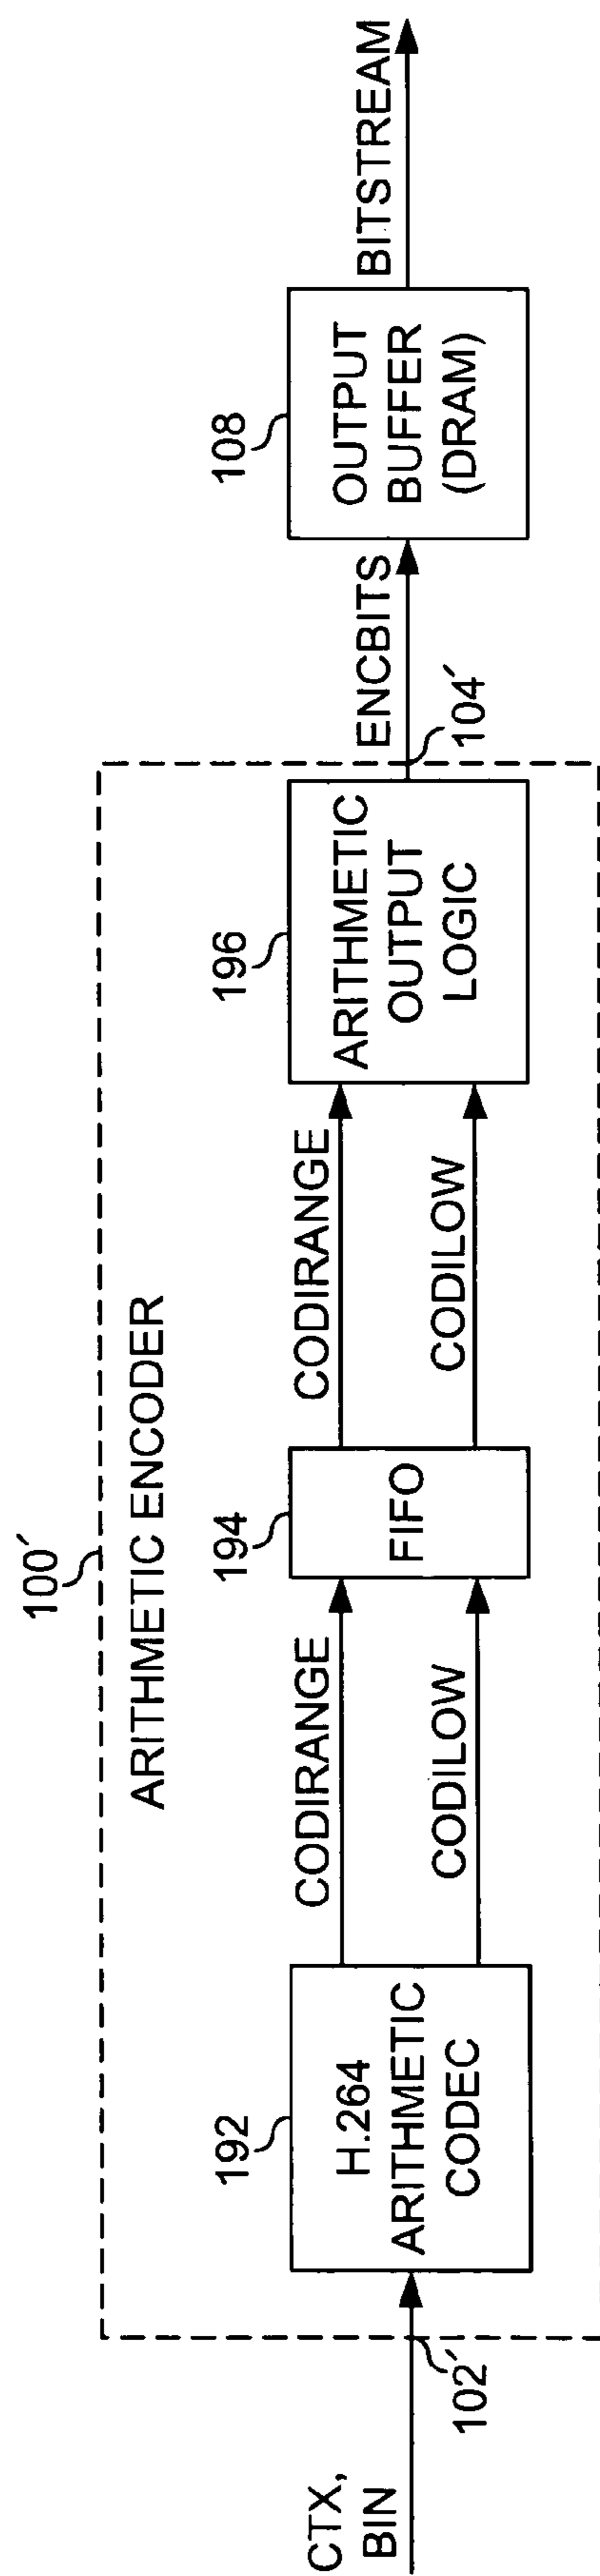 100′
ARITHMETIC ENCODER
CTX,
BIN
102′
192
H.264
ARITHMETIC
CODEC
CODIRANGE
CODILOW
194
FIFO
CODIRANGE
CODILOW
196
ARITHMETIC
OUTPUT
LOGIC
104′
ENCBITS
108
OUTPUT
BUFFER
(DRAM)
BITSTREAM